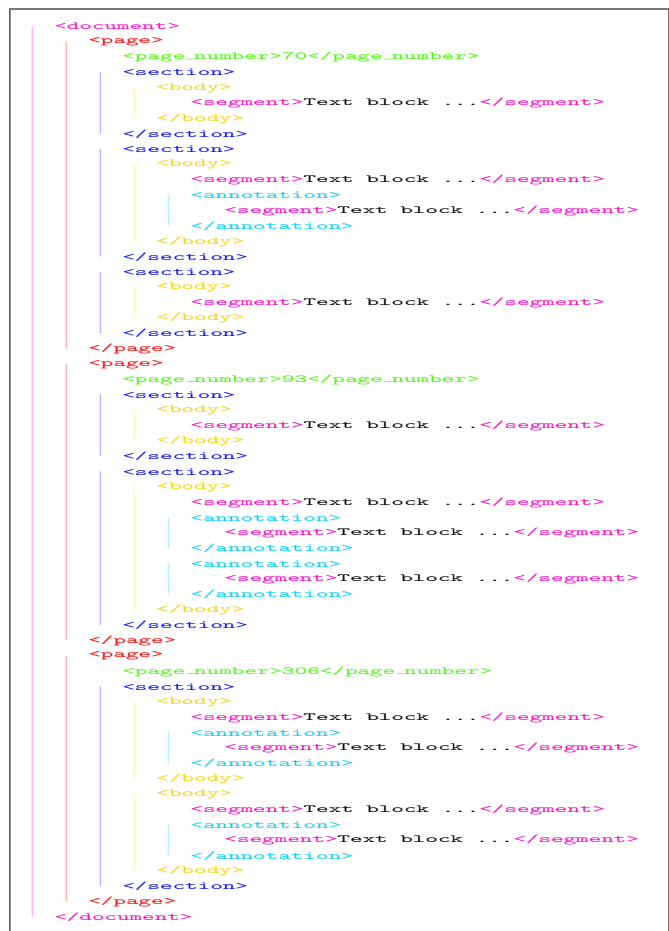 <document>
<page>
<page_number>70</page_number>
<section>
<body>
<segment>Text block ...</segment>
</body>
</section>
<section>
<body>
<segment>Text block ...</segment>
<annotation>
<segment>Text block ...</segment>
</annotation>
</body>
</section>
<section>
<body>
<segment>Text block ...</segment>
</body>
</section>
</page>
<page>
<page_number>93</page_number>
<section>
<body>
<segment>Text block ...</segment>
</body>
</section>
<section>
<body>
<segment>Text block ...</segment>
<annotation>
<segment>Text block ...</segment>
</annotation>
<annotation>
<segment>Text block ...</segment>
</annotation>
</body>
</section>
</page>
<page>
<page_number>306</page_number>
<section>
<body>
<segment>Text block ...</segment>
<annotation>
<segment>Text block ...</segment>
</annotation>
</body>
<body>
<segment>Text block ...</segment>
<annotation>
<segment>Text block ...</segment>
</annotation>
</body>
</section>
</page>
</document>